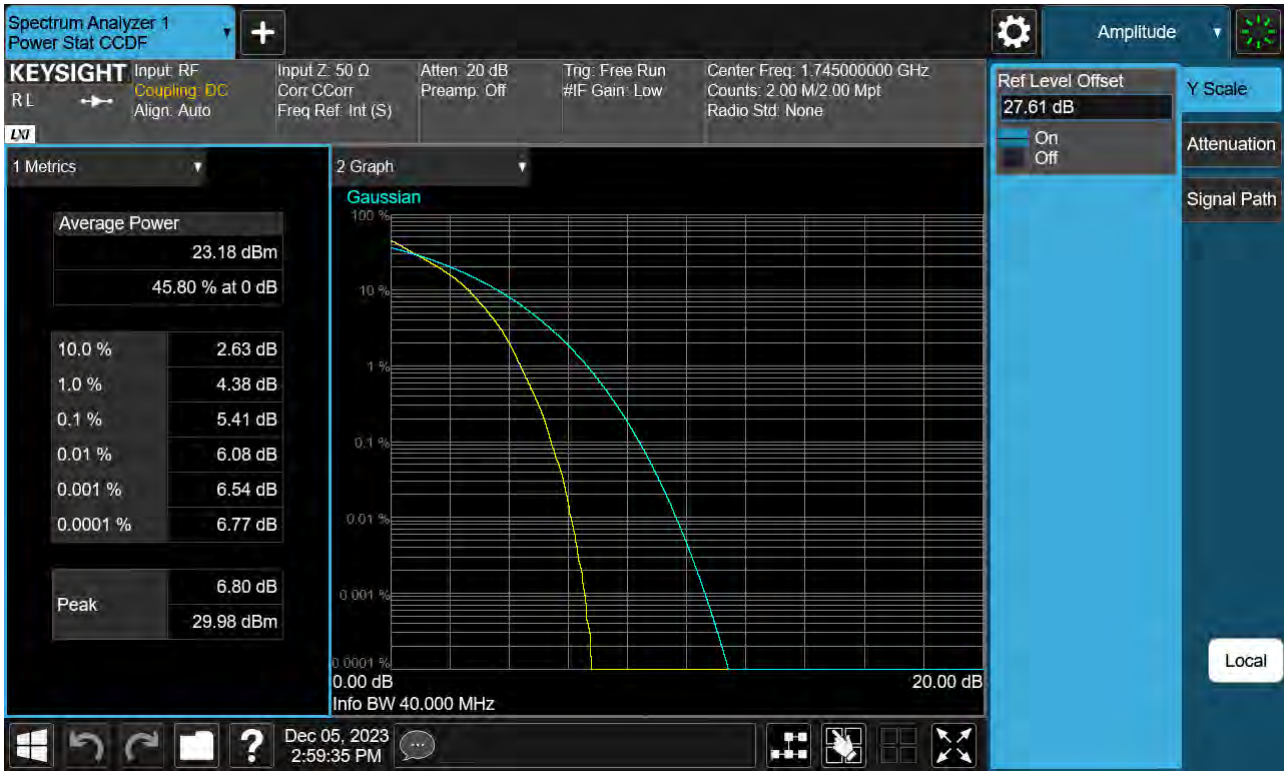 Spectrum Analyzer 1
Power Stat CCDF
Amplitude
KEYSIGHT
R L
LXI
Input: RF
Coupling: DC
Align: Auto
Input Z: 50 Ω
Corr CCorr
Freq Ref: Int (S)
Atten: 20 dB
Preamp: Off
Trig: Free Run
#IF Gain: Low
Center Freq: 1.745000000 GHz
Counts: 2.00 M/2.00 Mpt
Radio Std: None
Ref Level Offset
27.61 dB
On
Off
Y Scale
Attenuation
Signal Path
1 Metrics
Average Power
23.18 dBm
45.80 % at 0 dB
10.0 % 2.63 dB
1.0 % 4.38 dB
0.1 % 5.41 dB
0.01 % 6.08 dB
0.001 % 6.54 dB
0.0001 % 6.77 dB
Peak 6.80 dB
29.98 dBm
2 Graph
Gaussian
100 %
10 %
1 %
0.1 %
0.01 %
0.001 %
0.0001 %
0.00 dB 20.00 dB
Info BW 40.000 MHz
Local
?
Dec 05, 2023
2:59:35 PM